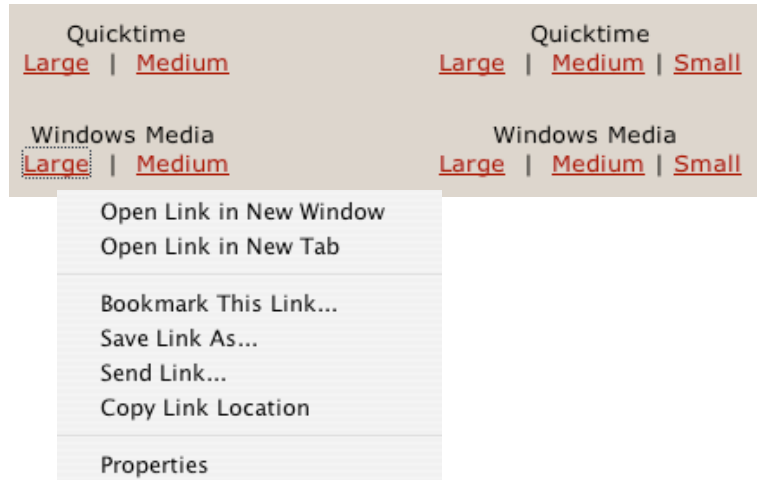 Quicktime Quicktime
Large | Medium Large | Medium | Small
Windows Media Windows Media
Large | Medium Large | Medium | Small
Open Link in New Window
Open Link in New Tab
Bookmark This Link...
Save Link As...
Send Link...
Copy Link Location
Properties